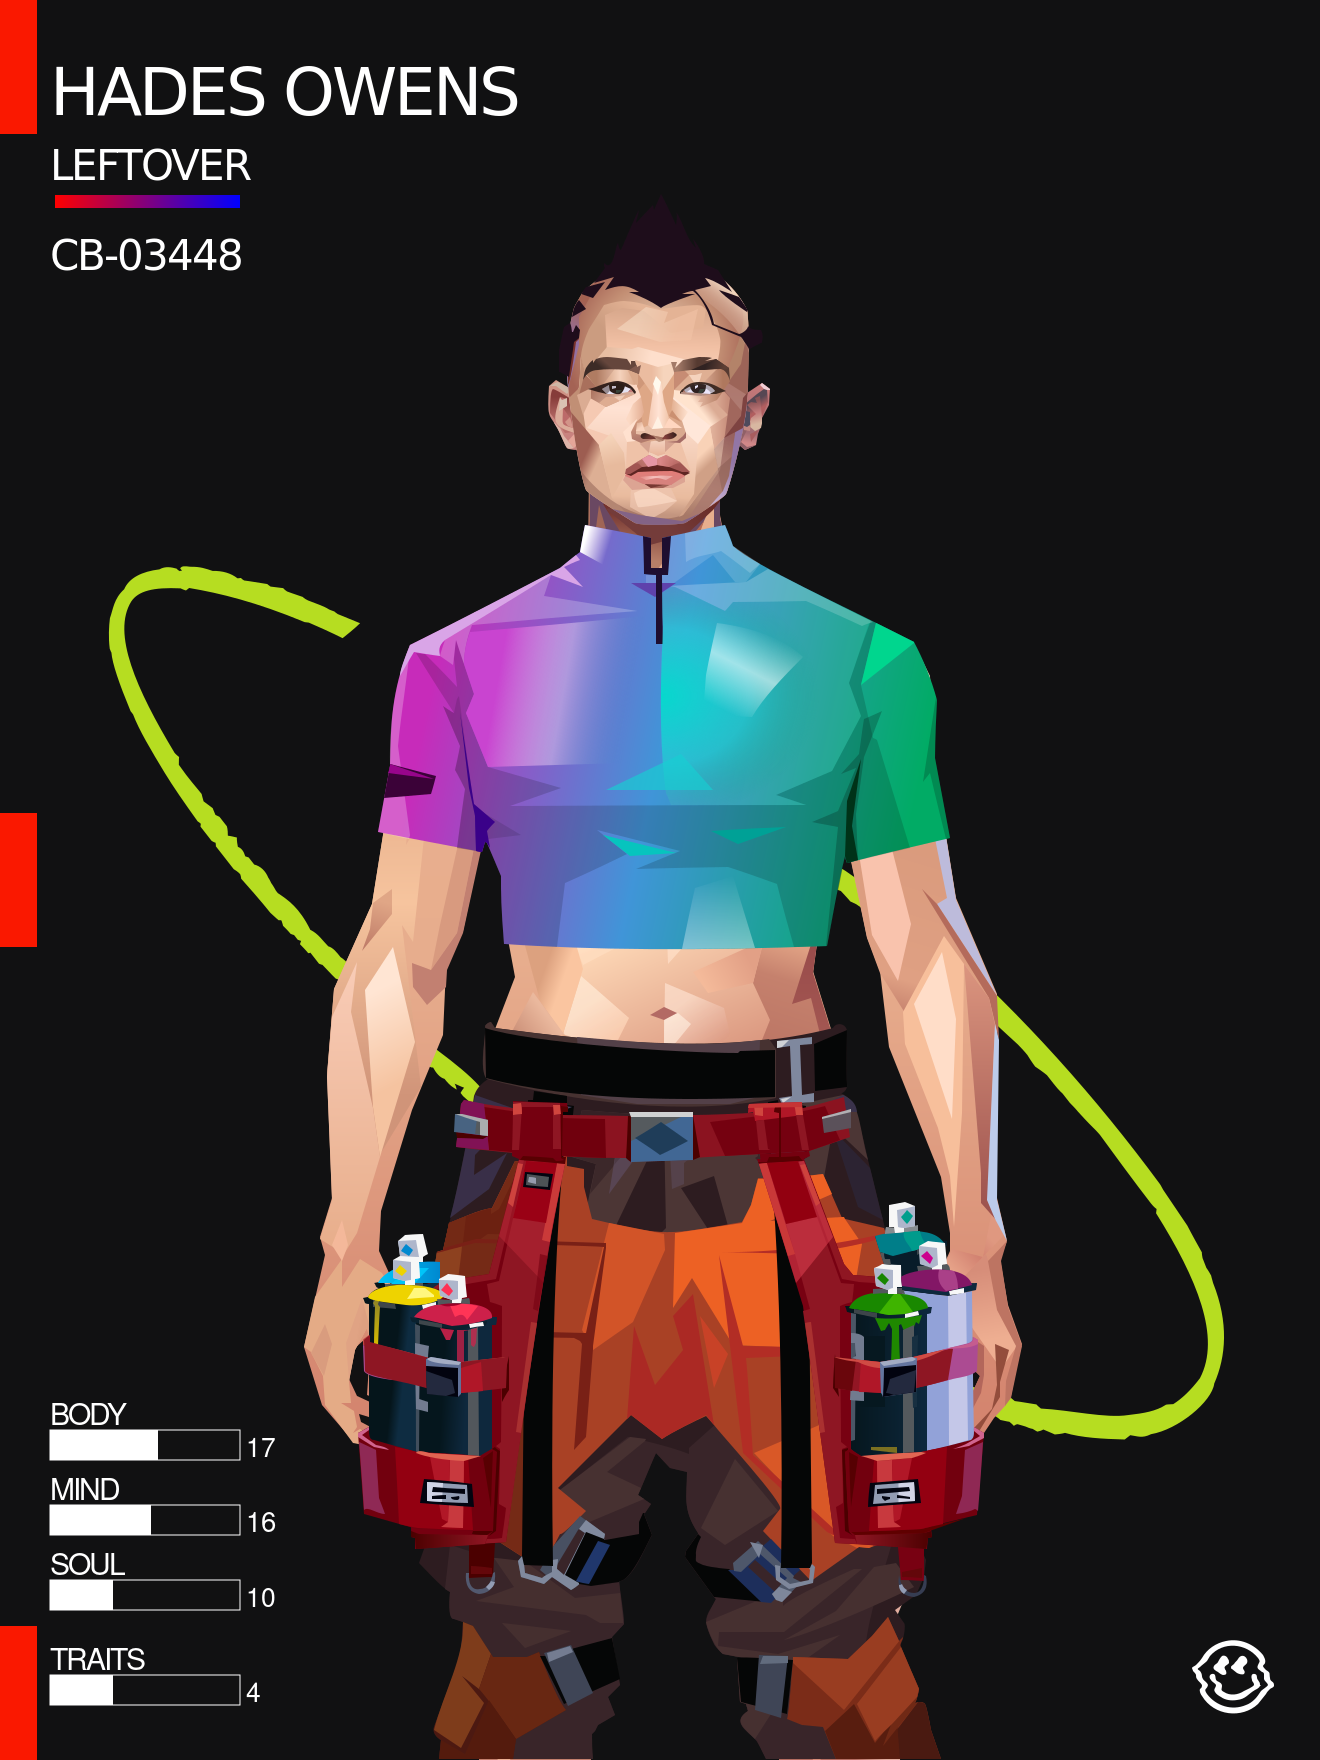 HADES OWENS
LEFTOVER
CB-03448
BODY
17
MIND
16
SOUL
10
TRAITS
4